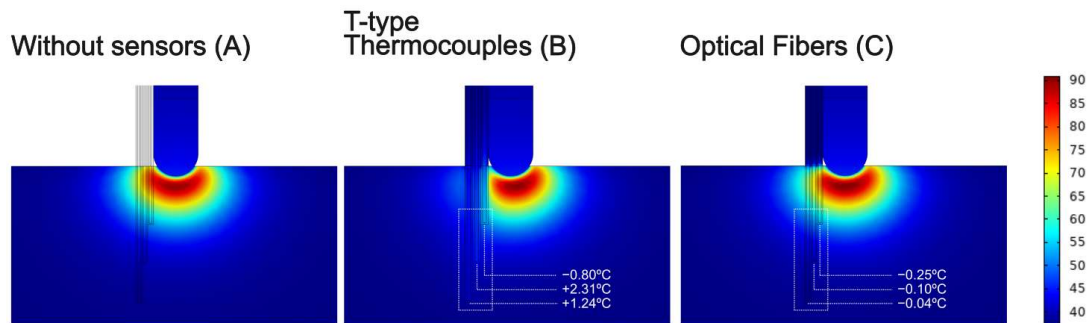 Without sensors (A)
T-type
Thermocouples (B)
Optical Fibers (C)
−0.80ºC
+2.31ºC
+1.24ºC
−0.25ºC
−0.10ºC
−0.04ºC
90
85
80
75
70
65
60
55
50
45
40